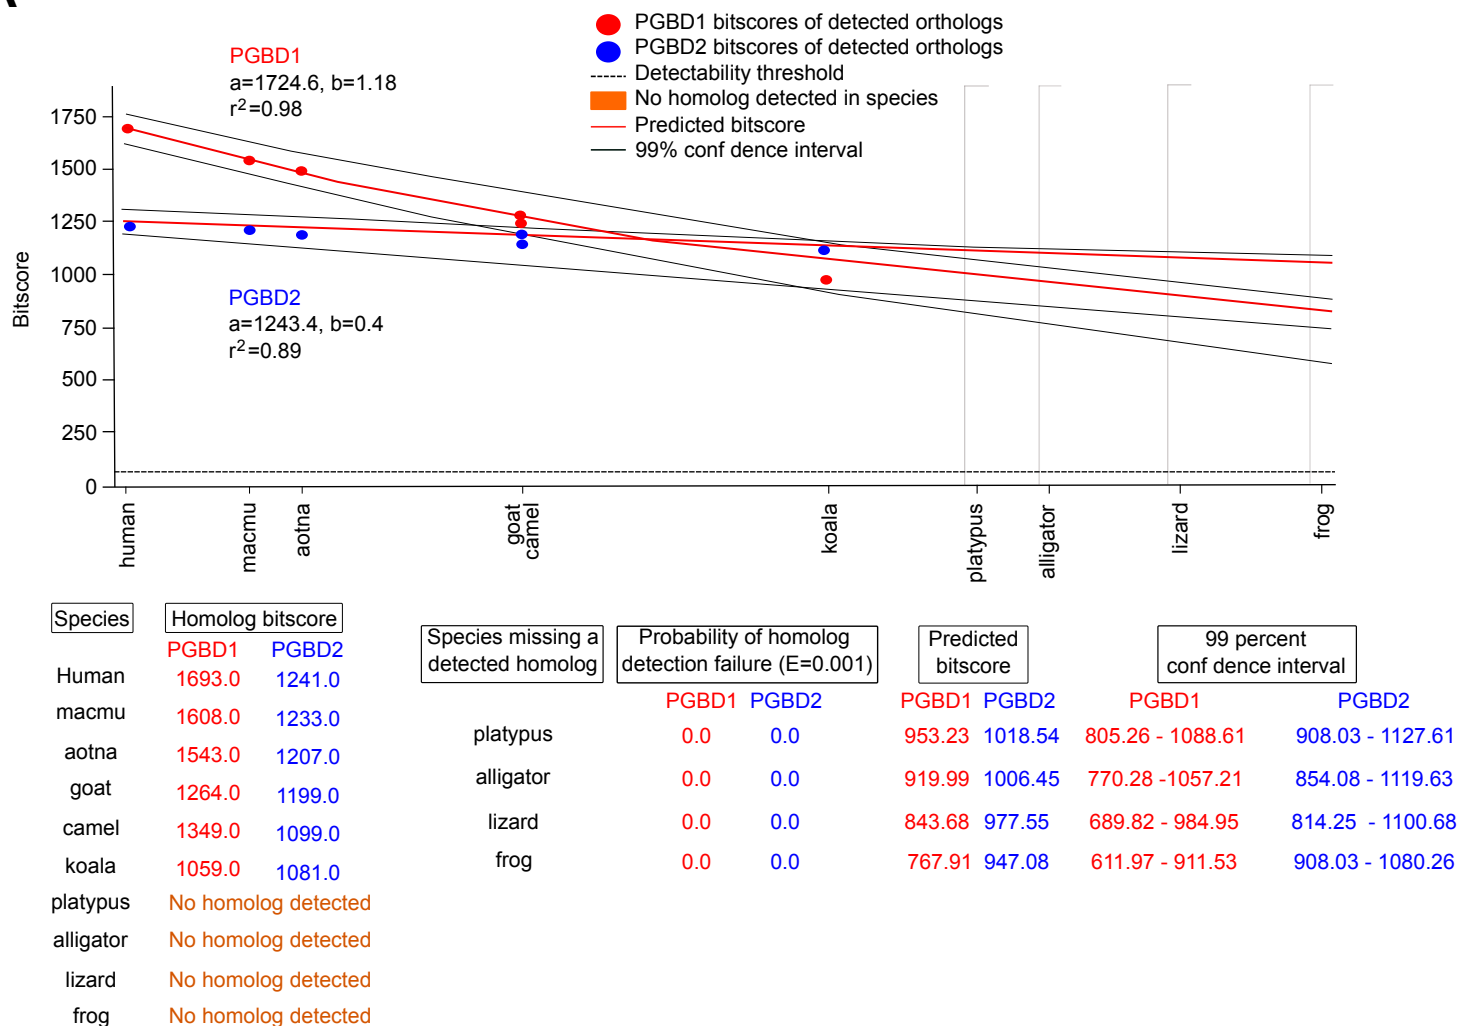 A
PGBD1 bitscores of detected orthologs
PGBD2 bitscores of detected orthologs
Detectability threshold
No homolog detected in species
Predicted bitscore
99% conf dence interval
PGBD1
a=1724.6, b=1.18
r2=0.98
PGBD2
a=1243.4, b=0.4
r2=0.89
Bitscore
1750
1500
1250
1000
750
500
250
0
human
macmu
aotna
goat
camel
koala
platypus
alligator
lizard
frog
Species Homolog bitscore
PGBD1 PGBD2
Human 1693.0 1241.0
macmu 1608.0 1233.0
aotna 1543.0 1207.0
goat 1264.0 1199.0
camel 1349.0 1099.0
koala 1059.0 1081.0
platypus No homolog detected
alligator No homolog detected
lizard No homolog detected
frog No homolog detected
Species missing a Probability of homolog Predicted 99 percent
detected homolog detection failure (E=0.001) bitscore conf dence interval
PGBD1 PGBD2 PGBD1 PGBD2 PGBD1 PGBD2
platypus 0.0 0.0 953.23 1018.54 805.26 - 1088.61 908.03 - 1127.61
alligator 0.0 0.0 919.99 1006.45 770.28 -1057.21 854.08 - 1119.63
lizard 0.0 0.0 843.68 977.55 689.82 - 984.95 814.25 - 1100.68
frog 0.0 0.0 767.91 947.08 611.97 - 911.53 908.03 - 1080.26